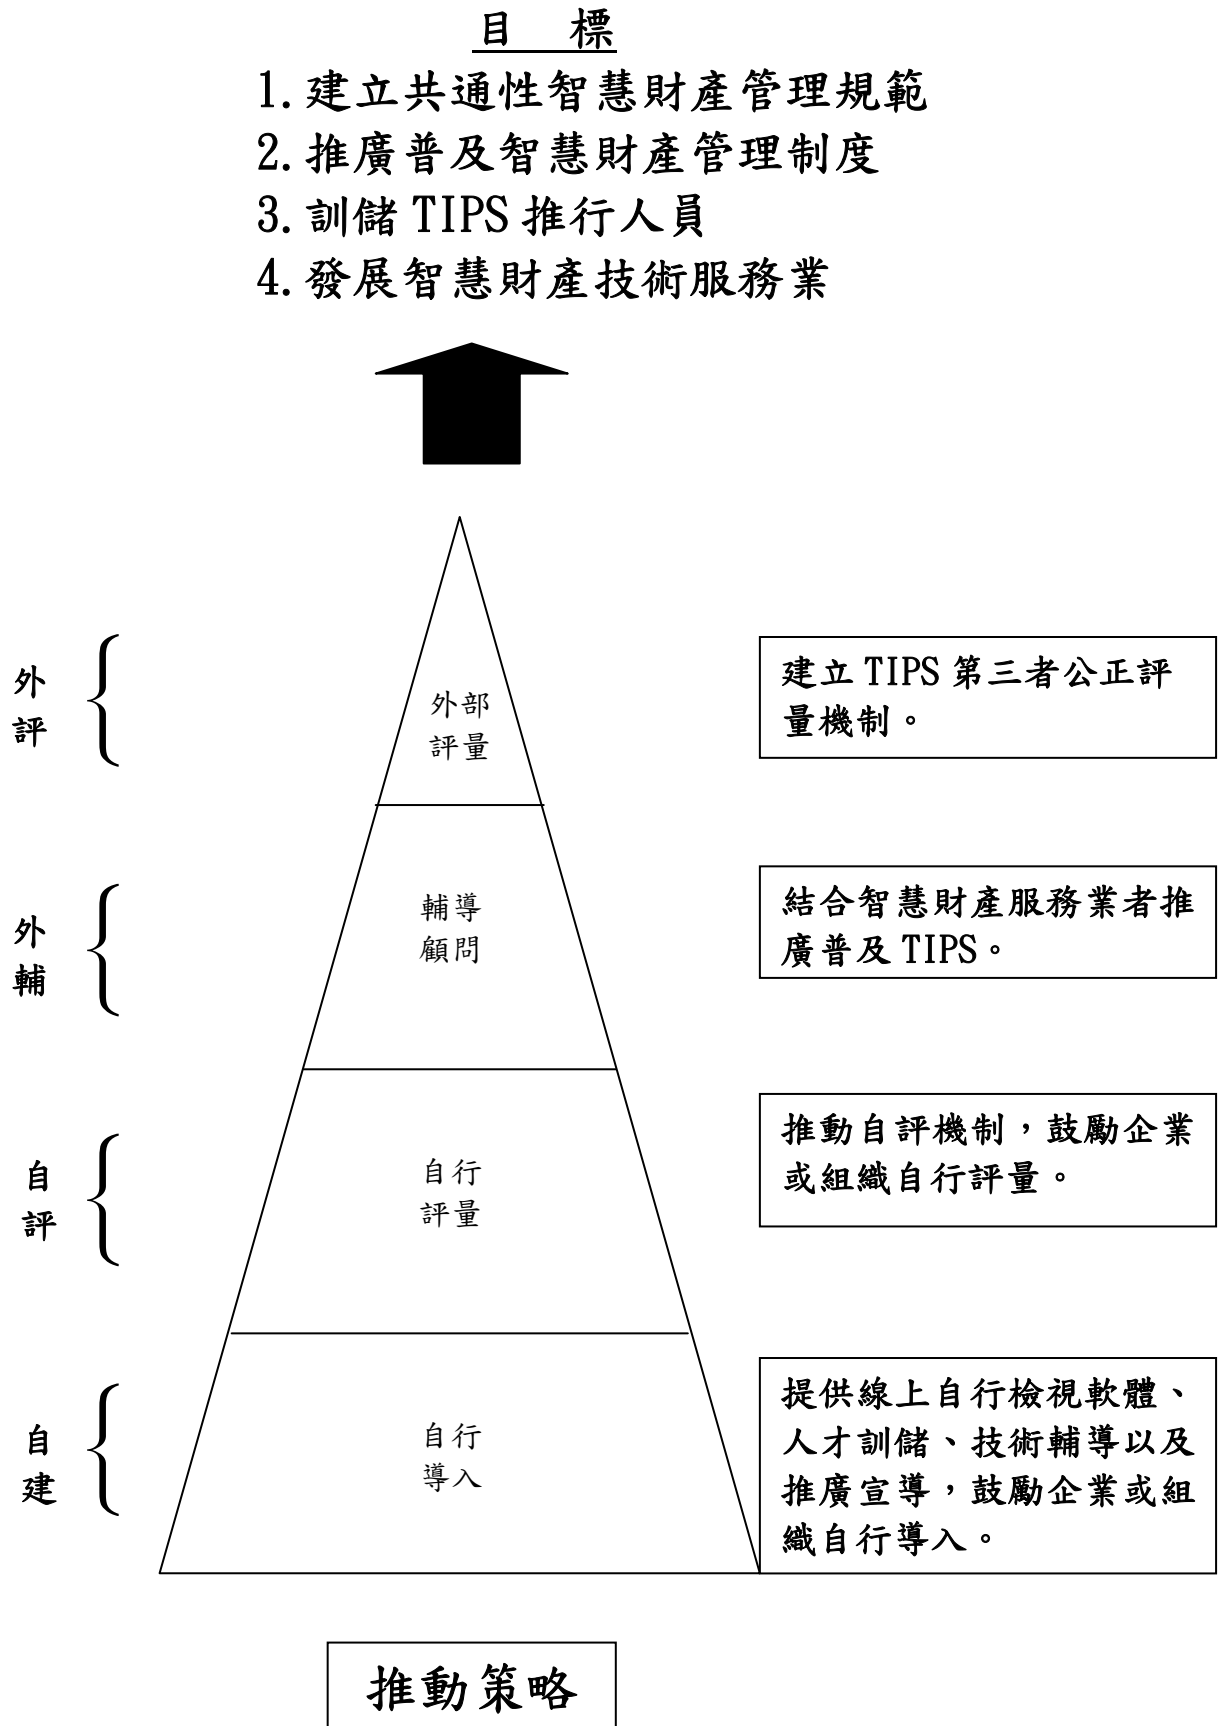 目 標
1.建立共通性智慧財產管理規範
2.推廣普及智慧財產管理制度
3.訓儲 TIPS 推行人員
4.發展智慧財產技術服務業
外
評
外部
評量
建立 TIPS 第三者公正評
量機制。
外
輔
輔導
顧問
結合智慧財產服務業者推
廣普及 TIPS。
自
評
自行
評量
推動自評機制，鼓勵企業
或組織自行評量。
自
建
自行
導入
提供線上自行檢視軟體、
人才訓儲、技術輔導以及
推廣宣導，鼓勵企業或組
織自行導入。
推動策略